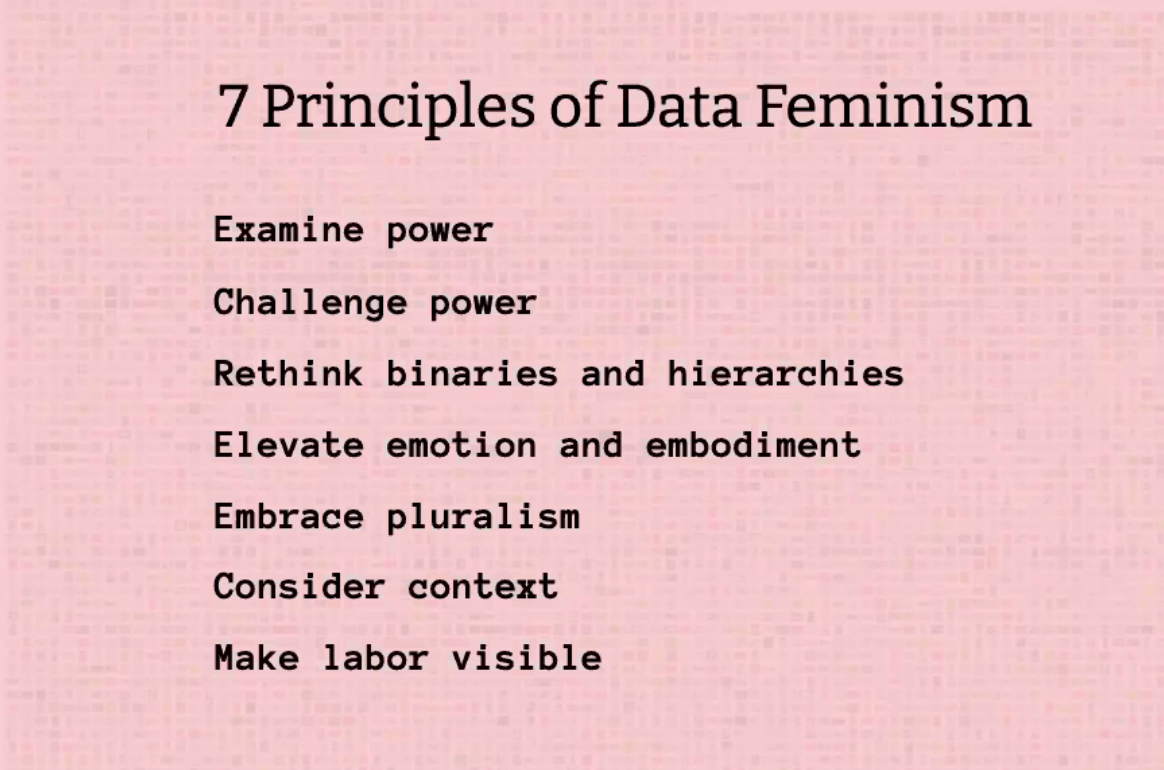 7 Principles of Data Feminism
Examine power
Challenge power
Rethink binaries and hierarchies
Elevate emotion and embodiment
Embrace pluralism
Consider context
Make labor visible